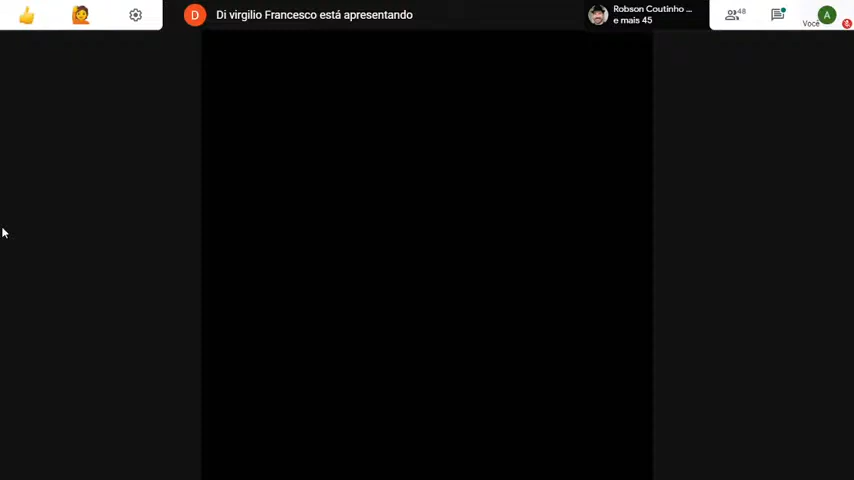 D Di virgilio Francesco está apresentando
Robson Coutinho ...
e mais 45
48
A
Você